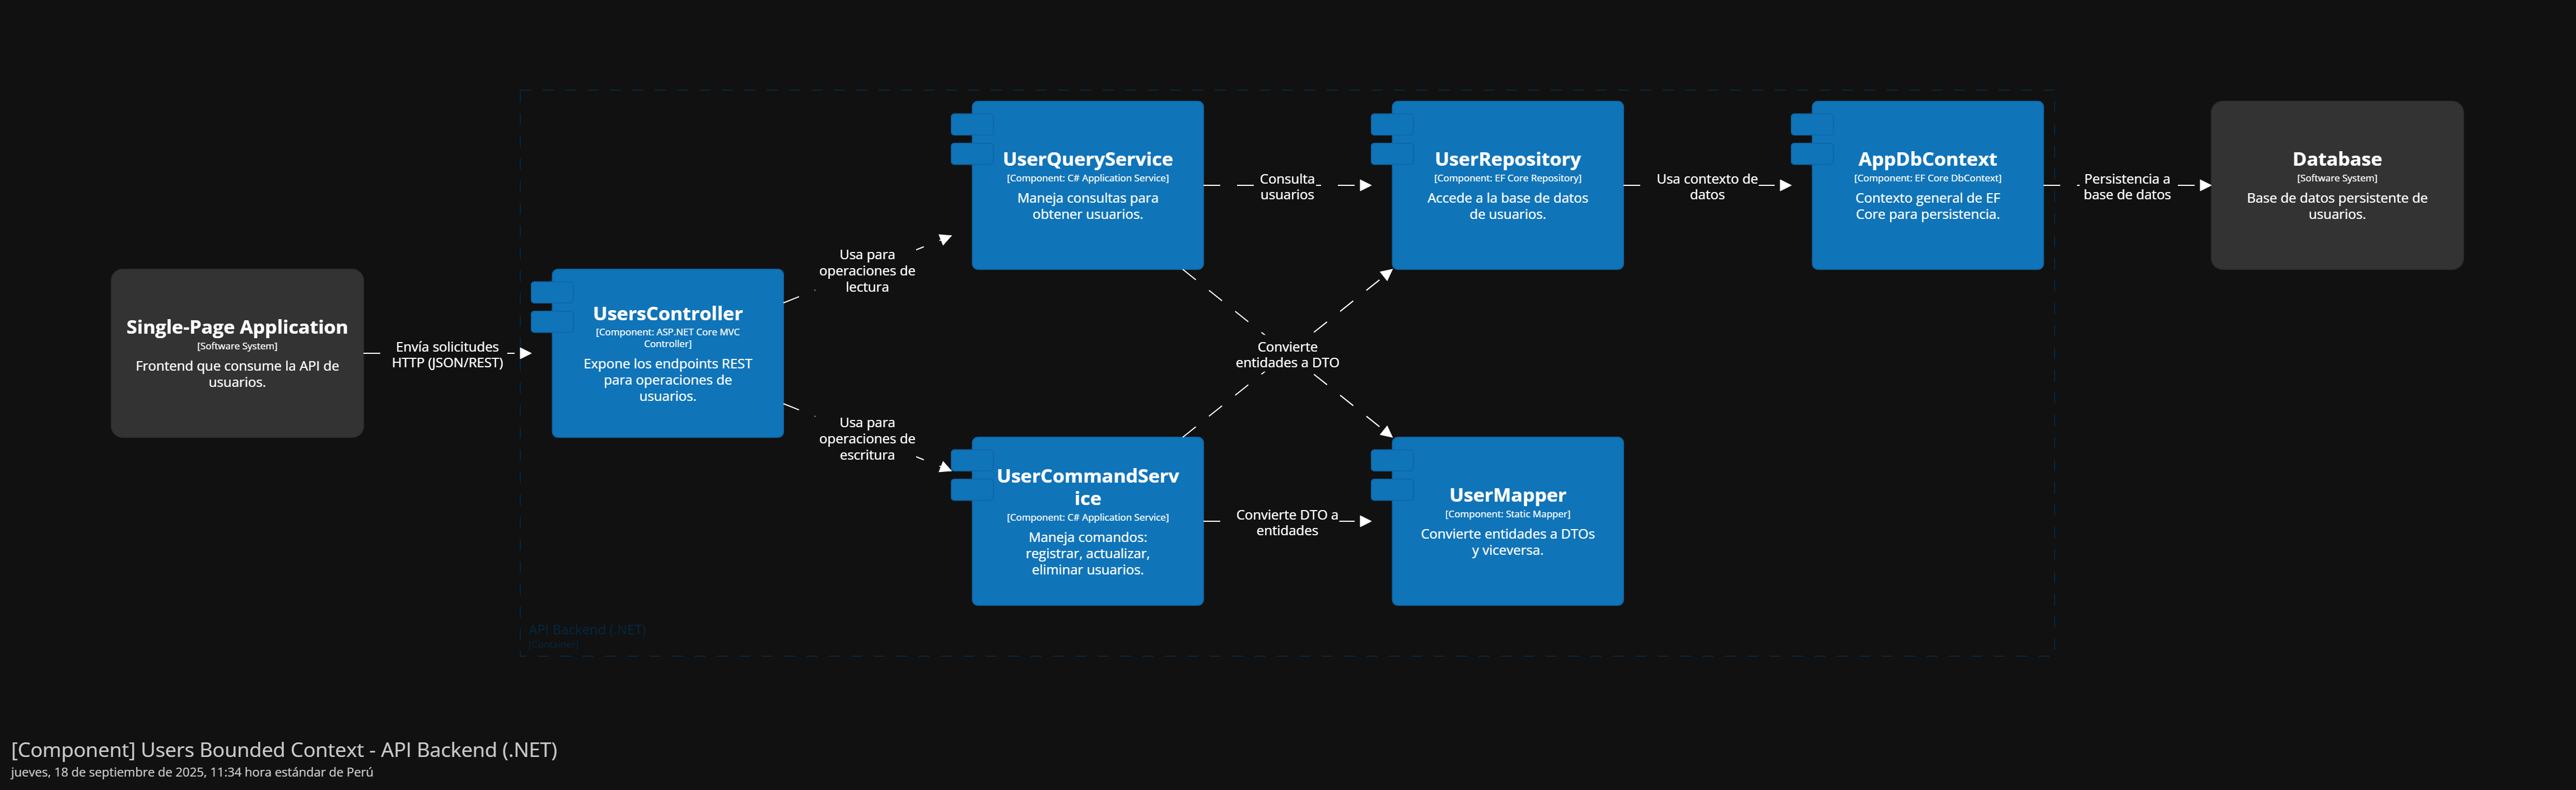 Single-Page Application
[Software System]
Frontend que consume la API de
usuarios.
Envía solicitudes
HTTP (JSON/REST)
UsersController
[Component: ASP.NET Core MVC
Controller]
Expone los endpoints REST
para operaciones de
usuarios.
Usa para
operaciones de
lectura
Usa para
operaciones de
escritura
UserQueryService
[Component: C# Application Service]
Maneja consultas para
obtener usuarios.
Consulta
usuarios
UserRepository
[Component: EF Core Repository]
Accede a la base de datos
de usuarios.
Usa contexto de
datos
AppDbContext
[Component: EF Core DbContext]
Contexto general de EF
Core para persistencia.
Persistencia a
base de datos
Database
[Software System]
Base de datos persistente de
usuarios.
Convierte
entidades a DTO
UserCommandServ
ice
[Component: C# Application Service]
Maneja comandos:
registrar, actualizar,
eliminar usuarios.
Convierte DTO a
entidades
UserMapper
[Component: Static Mapper]
Convierte entidades a DTOs
y viceversa.
API Backend (.NET)
[Container]
[Component] Users Bounded Context - API Backend (.NET)
jueves, 18 de septiembre de 2025, 11:34 hora estándar de Perú